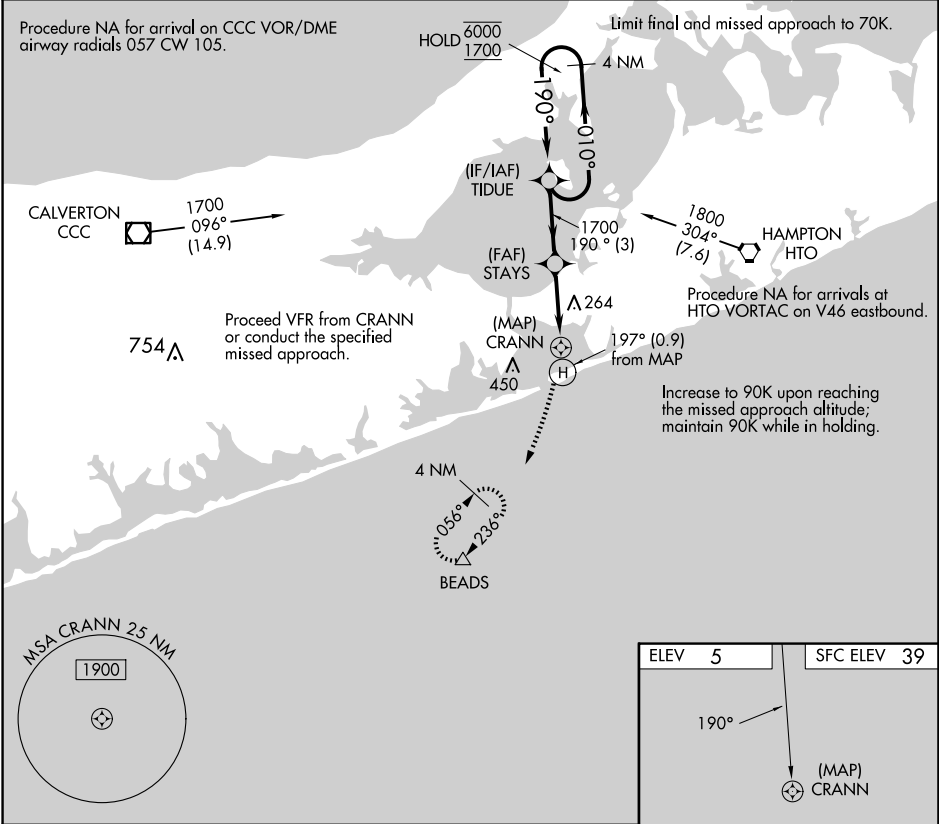 Procedure NA for arrival on CCC VOR/DME
airway radials 057 CW 105.
HOLD 6000
1700
4 NM
Limit final and missed approach to 70K.
190°
010°
(IF/IAF)
TIDUE
CALVERTON
CCC
1700
096°
(14.9)
1700
190° (3)
1800
304°
(7.6)
HAMPTON
HTO
(FAF)
STAYS
264
Procedure NA for arrivals at
HTO VORTAC on V46 eastbound.
Proceed VFR from CRANN
or conduct the specified
missed approach.
754
(MAP)
CRANN
450
H
197° (0.9)
from MAP
Increase to 90K upon reaching
the missed approach altitude;
maintain 90K while in holding.
4 NM
056°
236°
BEADS
MSA CRANN 25 NM
1900
ELEV 5
SFC ELEV 39
190°
(MAP)
CRANN